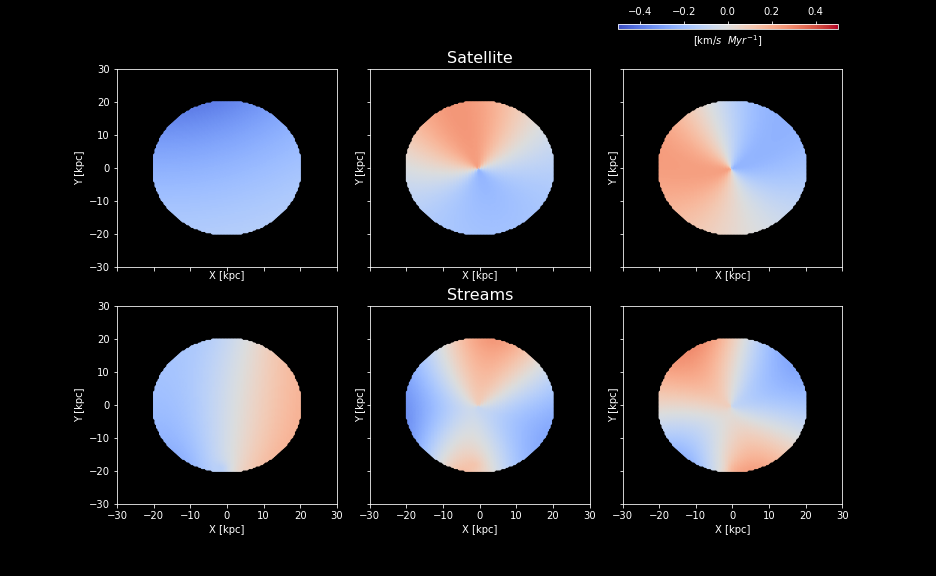 −0.4 −0.2 0.0 0.2 0.4
[km/s Myr⁻¹]
Satellite
30
20
10
0
−10
−20
−30
Y [kpc]
Y [kpc]
Y [kpc]
X [kpc] X [kpc] X [kpc]
Streams
30
20
10
0
−10
−20
−30
Y [kpc]
Y [kpc]
Y [kpc]
−30 −20 −10 0 10 20 30 −30 −20 −10 0 10 20 30 −30 −20 −10 0 10 20 30
X [kpc] X [kpc] X [kpc]